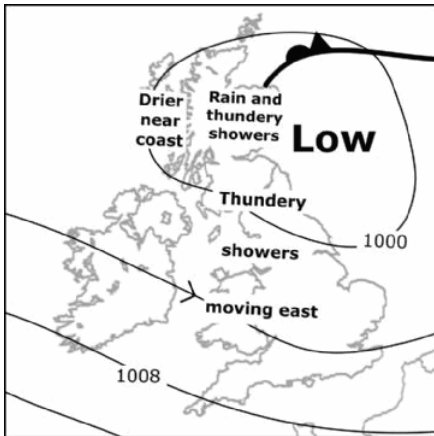 Drier
near
coast
Rain and
thundery
showers
Low
Thundery
showers
moving east
1000
1008